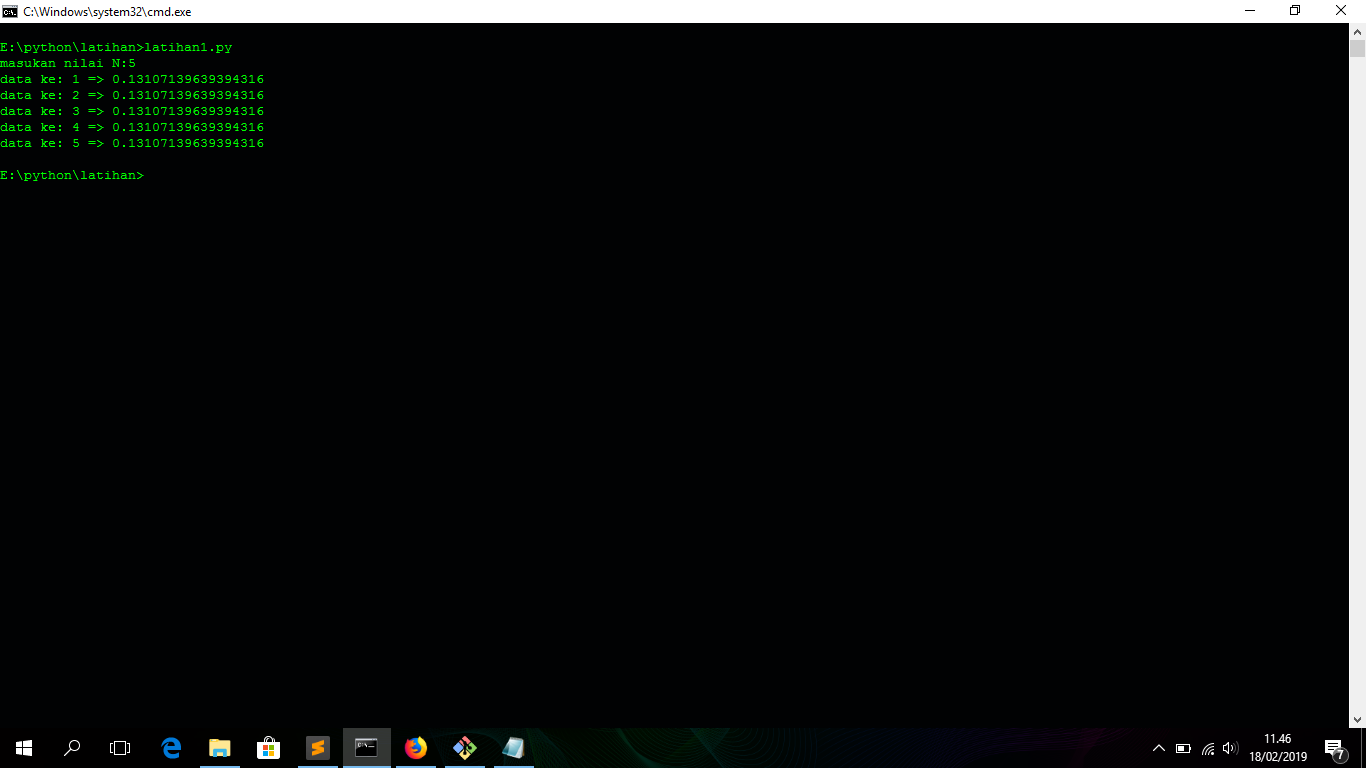 C:\Windows\system32\cmd.exe
E:\python\latihan>latihan1.py
masukan nilai N:5
data ke: 1 => 0.13107139639394316
data ke: 2 => 0.13107139639394316
data ke: 3 => 0.13107139639394316
data ke: 4 => 0.13107139639394316
data ke: 5 => 0.13107139639394316
E:\python\latihan>
11.46
18/02/2019
7